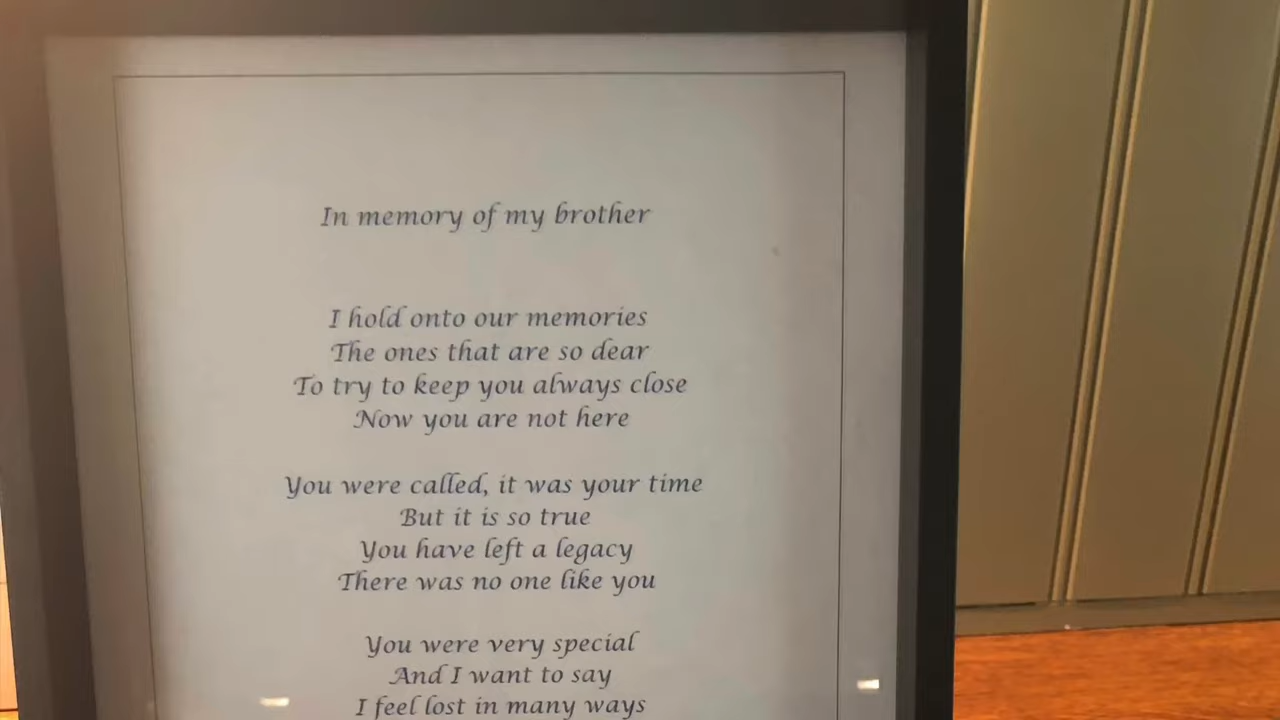 In memory of my brother
I hold onto our memories
The ones that are so dear
To try to keep you always close
Now you are not here
You were called, it was your time
But it is so true
You have left a legacy
There was no one like you
You were very special
And I want to say
I feel lost in many ways